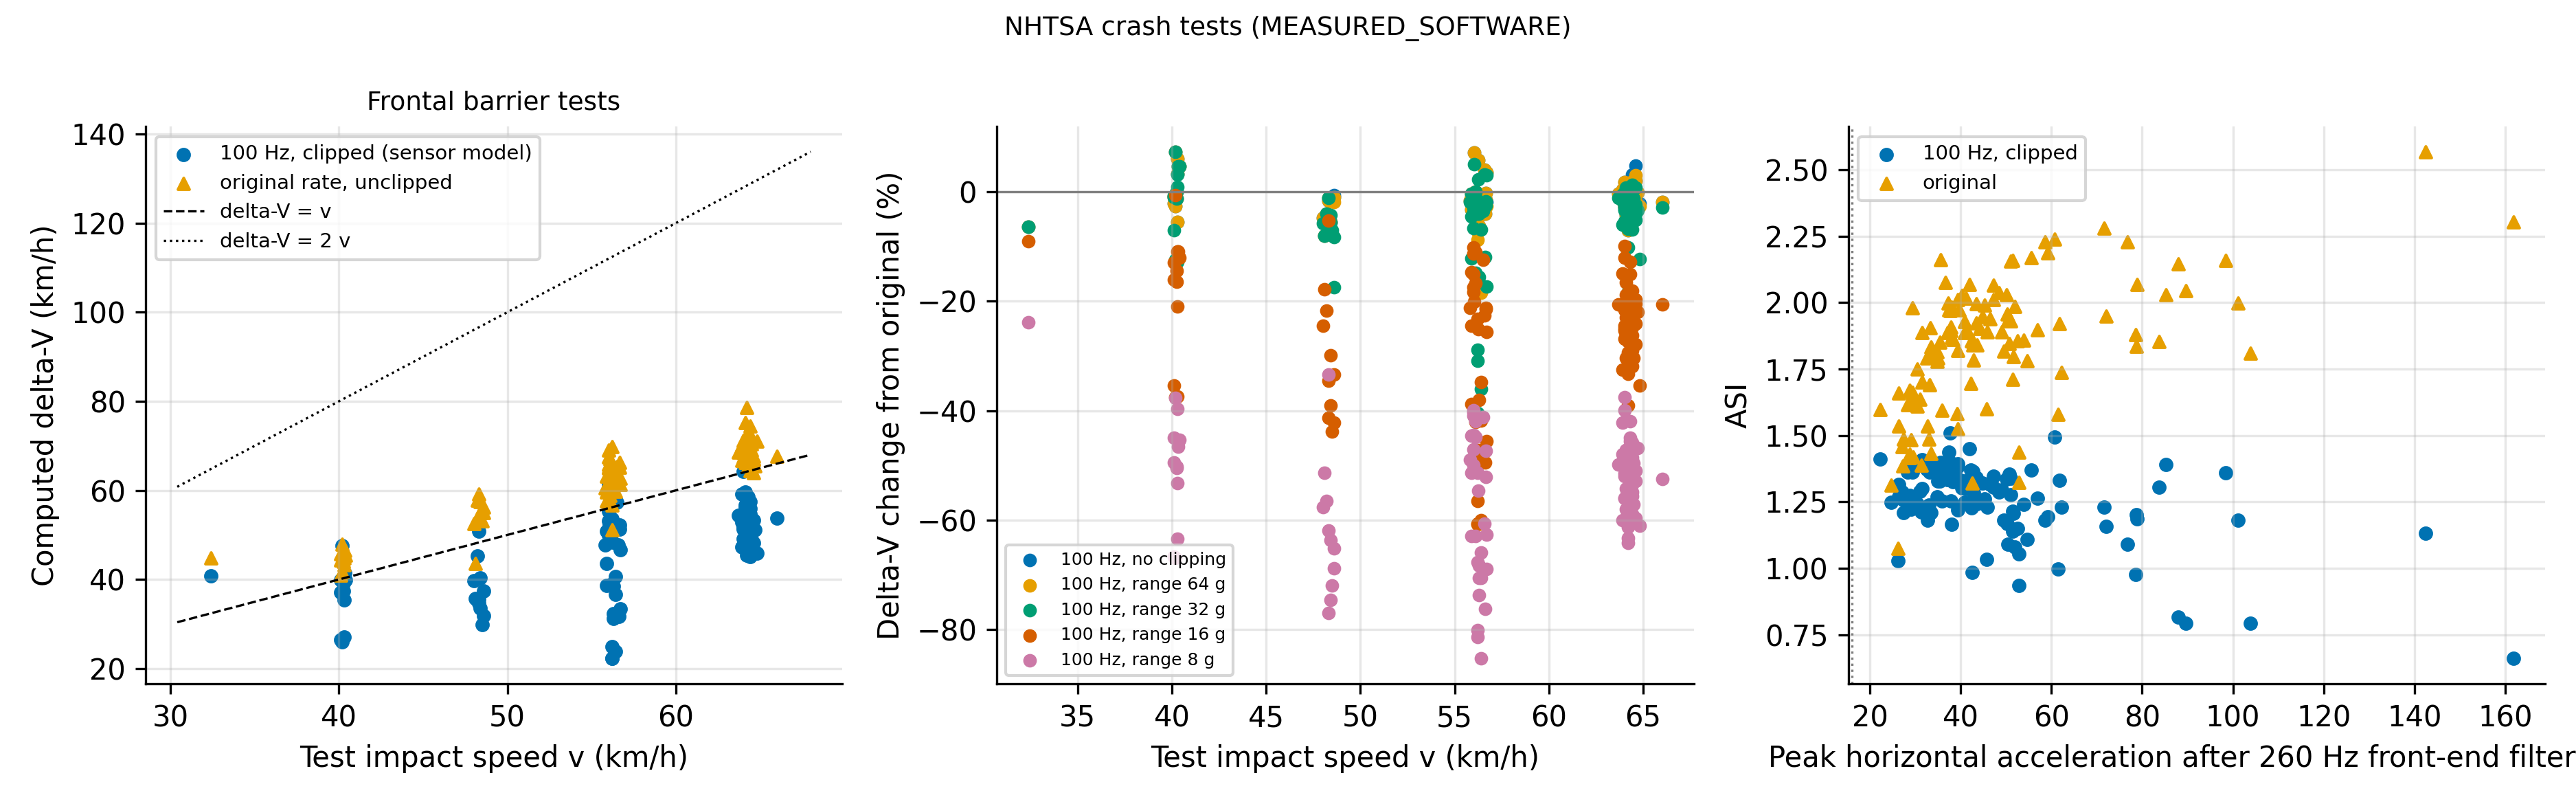 NHTSA crash tests (MEASURED_SOFTWARE)
Frontal barrier tests
140
120
100
80
60
40
20
30 40 50 60
Computed delta-V (km/h)
Test impact speed v (km/h)
100 Hz, clipped (sensor model)
original rate, unclipped
delta-V = v
delta-V = 2 v
0
−20
−40
−60
−80
35 40 45 50 55 60 65
Delta-V change from original (%)
Test impact speed v (km/h)
100 Hz, no clipping
100 Hz, range 64 g
100 Hz, range 32 g
100 Hz, range 16 g
100 Hz, range 8 g
2.50
2.25
2.00
1.75
1.50
1.25
1.00
0.75
20 40 60 80 100 120 140 160
ASI
Peak horizontal acceleration after 260 Hz front-end filter
100 Hz, clipped
original